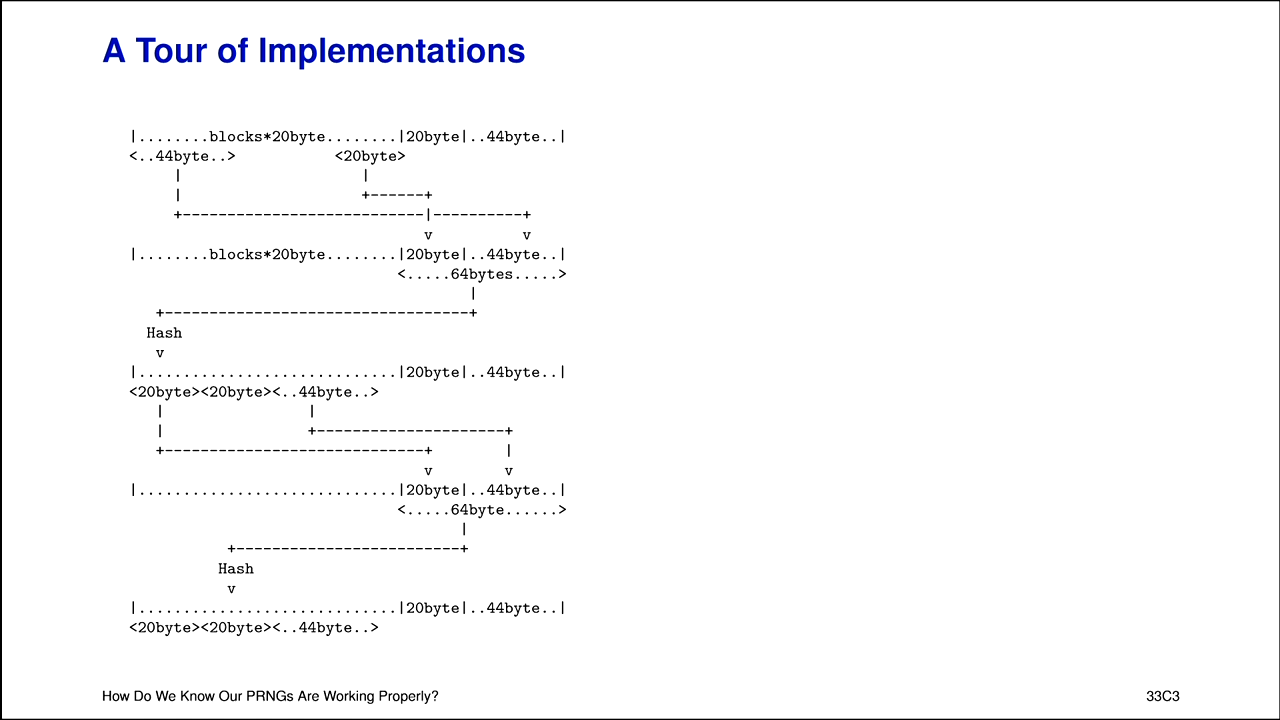 A Tour of Implementations
|........blocks*20byte........|20byte|..44byte..|
<..44byte..>           <20byte>
     |                    |
     |                    +------+
     +---------------------------|----------+
                                 v          v
|........blocks*20byte........|20byte|..44byte..|
                              <.....64bytes.....>
                                      |
   +----------------------------------+
  Hash
   v
|.............................|20byte|..44byte..|
<20byte><20byte><..44byte..>
   |                |
   |                +---------------------+
   +-----------------------------+        |
                                 v        v
|.............................|20byte|..44byte..|
                              <.....64byte......>
                                     |
           +-------------------------+
          Hash
           v
|.............................|20byte|..44byte..|
<20byte><20byte><..44byte..>
How Do We Know Our PRNGs Are Working Properly?
33C3